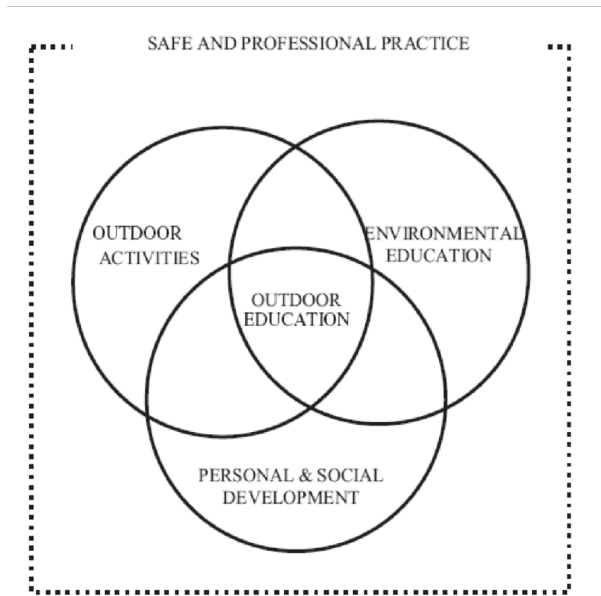 SAFE AND PROFESSIONAL PRACTICE
OUTDOOR
ACTIVITIES
ENVIRONMENTAL
EDUCATION
OUTDOOR
EDUCATION
PERSONAL & SOCIAL
DEVELOPMENT